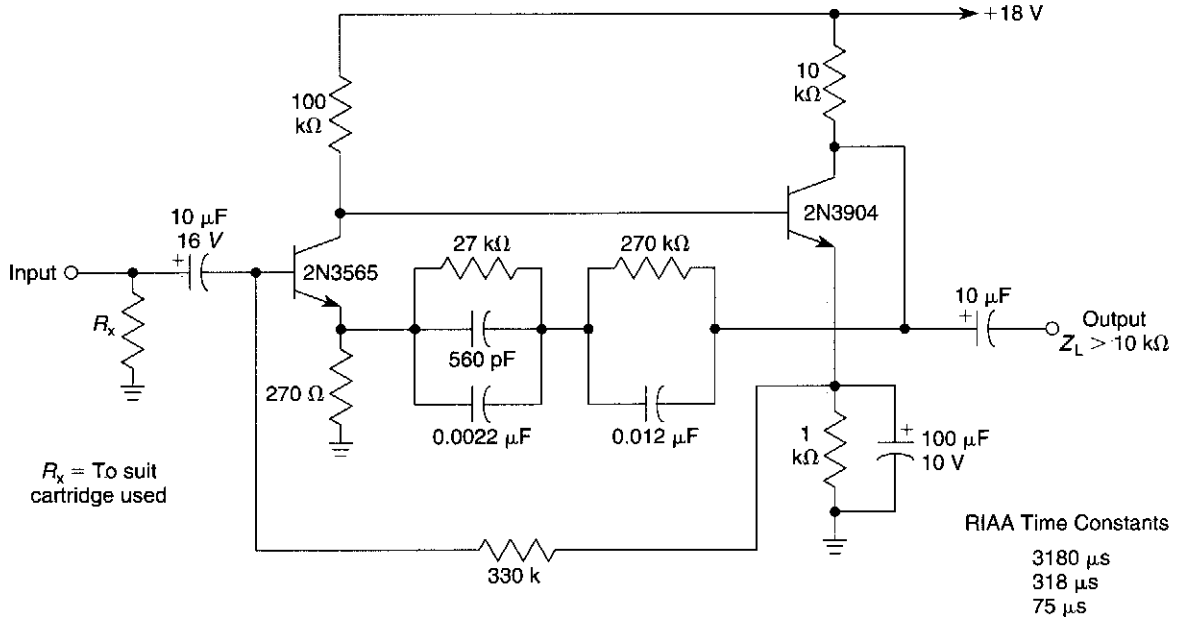 +18 V
10
kΩ
100
kΩ
2N3904
10 μF
16 V
27 kΩ
270 kΩ
Input
2N3565
10 μF
Output
Z_L > 10 kΩ
R_x
560 pF
270 Ω
0.0022 μF
0.012 μF
1
kΩ
100 μF
10 V
R_x = To suit
cartridge used
RIAA Time Constants
330 k
3180 μs
318 μs
75 μs